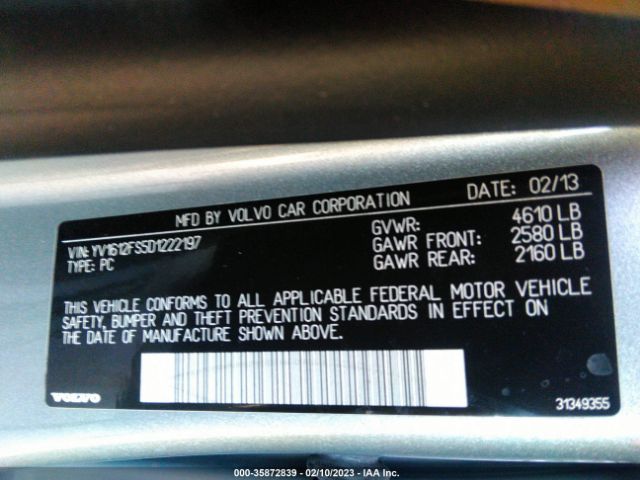 MFD BY VOLVO CAR CORPORATION DATE: 02/13
VIN: YV1612FS5D1222197
TYPE: PC
GVWR: 4610 LB
GAWR FRONT: 2580 LB
GAWR REAR: 2160 LB
THIS VEHICLE CONFORMS TO ALL APPLICABLE FEDERAL MOTOR VEHICLE
SAFETY, BUMPER AND THEFT PREVENTION STANDARDS IN EFFECT ON
THE DATE OF MANUFACTURE SHOWN ABOVE.
VOLVO 31349355
000-35872839 / 02/10/2023 - IAA Inc.